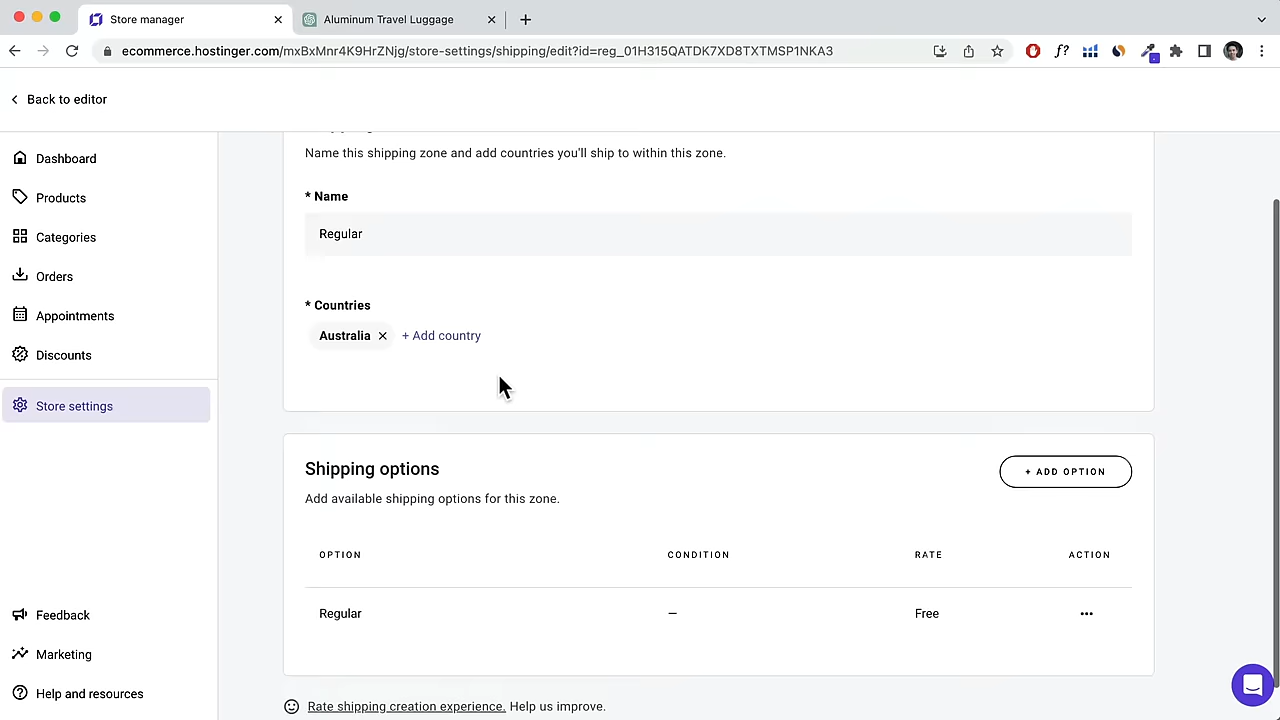 Store manager
Aluminum Travel Luggage
ecommerce.hostinger.com/mxBxMnr4K9HrZNjg/store-settings/shipping/edit?id=reg_01H315QATDK7XD8TXTMSP1NKA3
f?
Back to editor
Dashboard
Products
Categories
Orders
Appointments
Discounts
Store settings
Feedback
Marketing
Help and resources
Name this shipping zone and add countries you'll ship to within this zone.
* Name
Regular
* Countries
Australia
+ Add country
Shipping options
+ ADD OPTION
Add available shipping options for this zone.
OPTION CONDITION RATE ACTION
Regular — Free •••
Rate shipping creation experience. Help us improve.